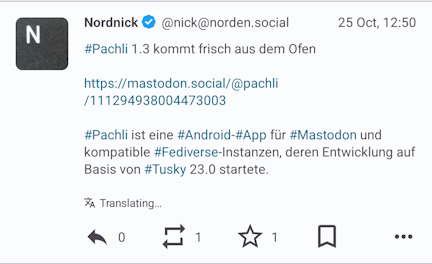 N
Nordnick @nick@norden.social 25 Oct, 12:50
#Pachli 1.3 kommt frisch aus dem Ofen
https://mastodon.social/@pachli
/111294938004473003
#Pachli ist eine #Android-#App für #Mastodon und
kompatible #Fediverse-Instanzen, deren Entwicklung auf
Basis von #Tusky 23.0 startete.
Translating...
0 1 1